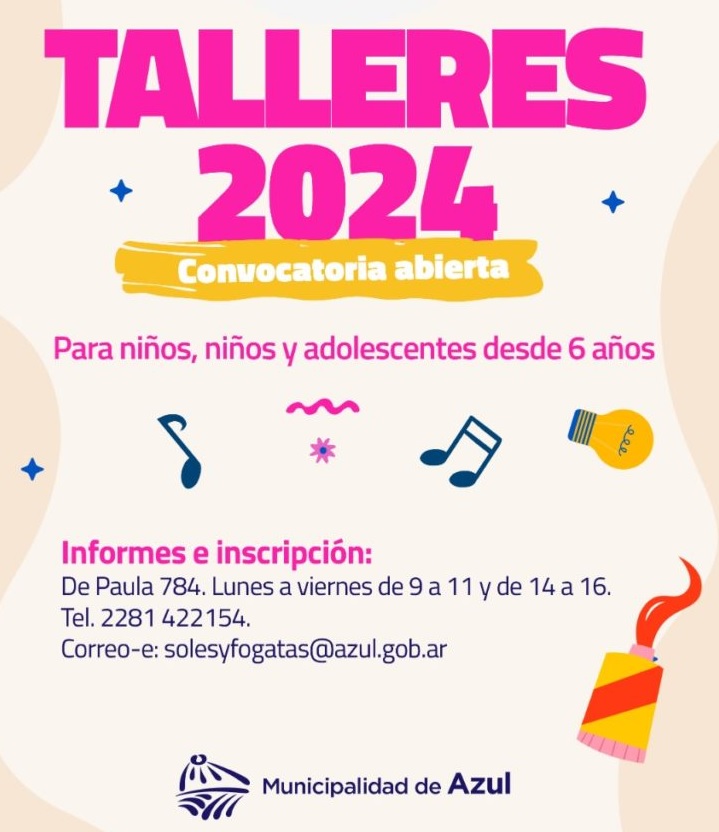 TALLERES
2024
Convocatoria abierta
Para niños, niños y adolescentes desde 6 años
Informes e inscripción:
De Paula 784. Lunes a viernes de 9 a 11 y de 14 a 16.
Tel. 2281 422154.
Correo-e: solesyfogatas@azul.gob.ar
Municipalidad de Azul